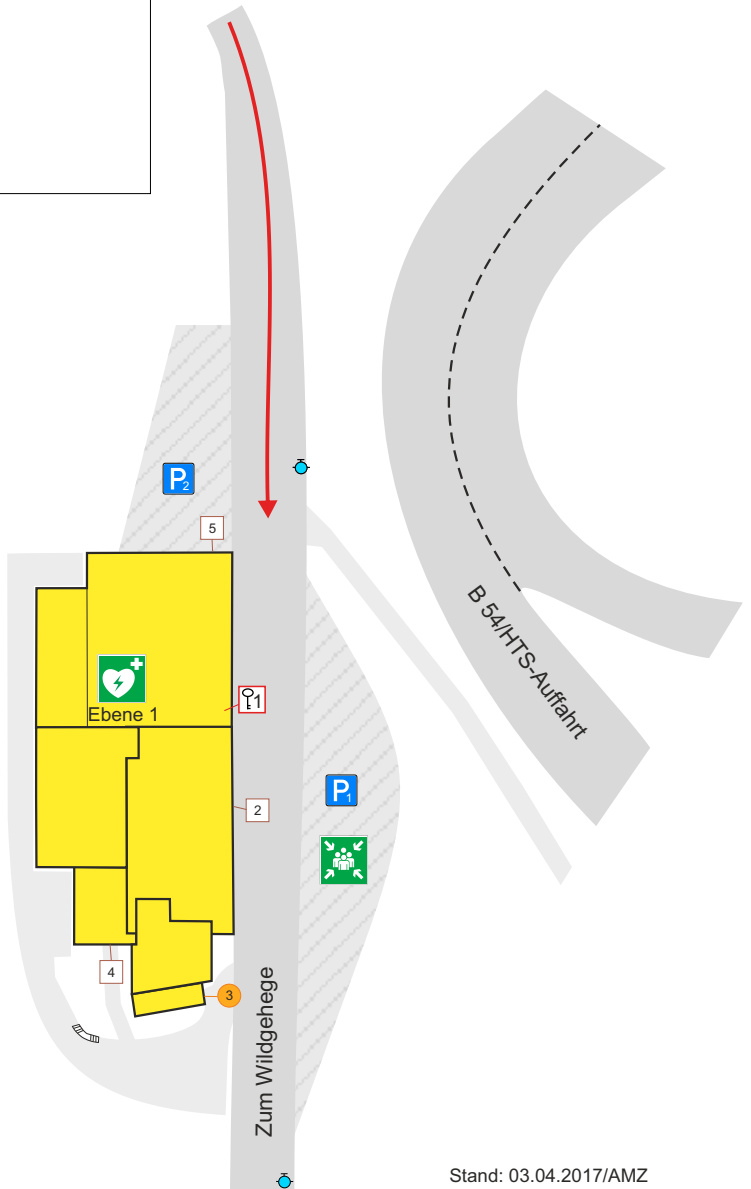 P2
5
Ebene 1
1
B 54/HTS-Auffahrt
P1
2
4
3
Zum Wildgehege
Stand: 03.04.2017/AMZ